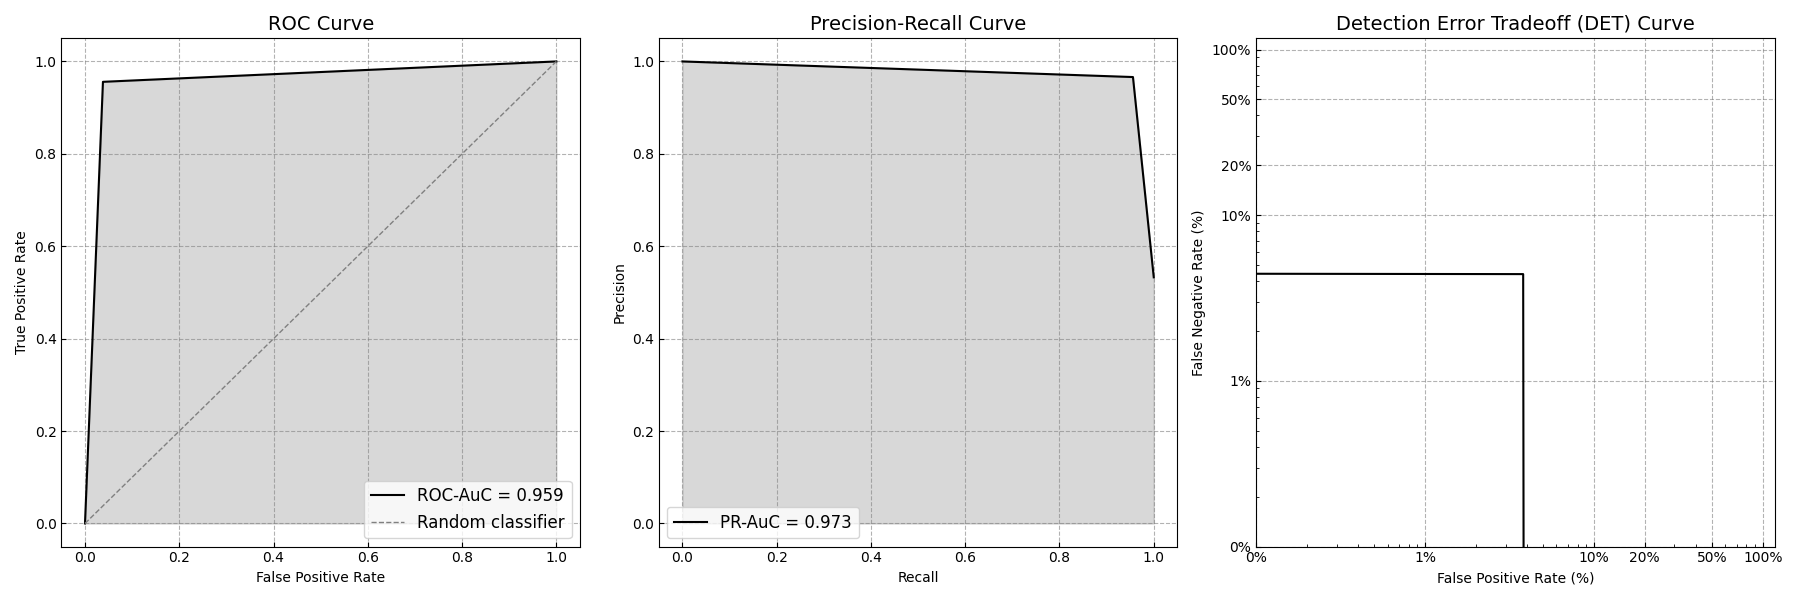 ROC Curve
1.0
0.8
0.6
0.4
0.2
0.0
True Positive Rate
0.0 0.2 0.4 0.6 0.8 1.0
False Positive Rate
ROC-AuC = 0.959
Random classifier
Precision-Recall Curve
1.0
0.8
0.6
0.4
0.2
0.0
Precision
0.0 0.2 0.4 0.6 0.8 1.0
Recall
PR-AuC = 0.973
Detection Error Tradeoff (DET) Curve
100%
50%
20%
10%
1%
0%
False Negative Rate (%)
0% 1% 10% 20% 50% 100%
False Positive Rate (%)